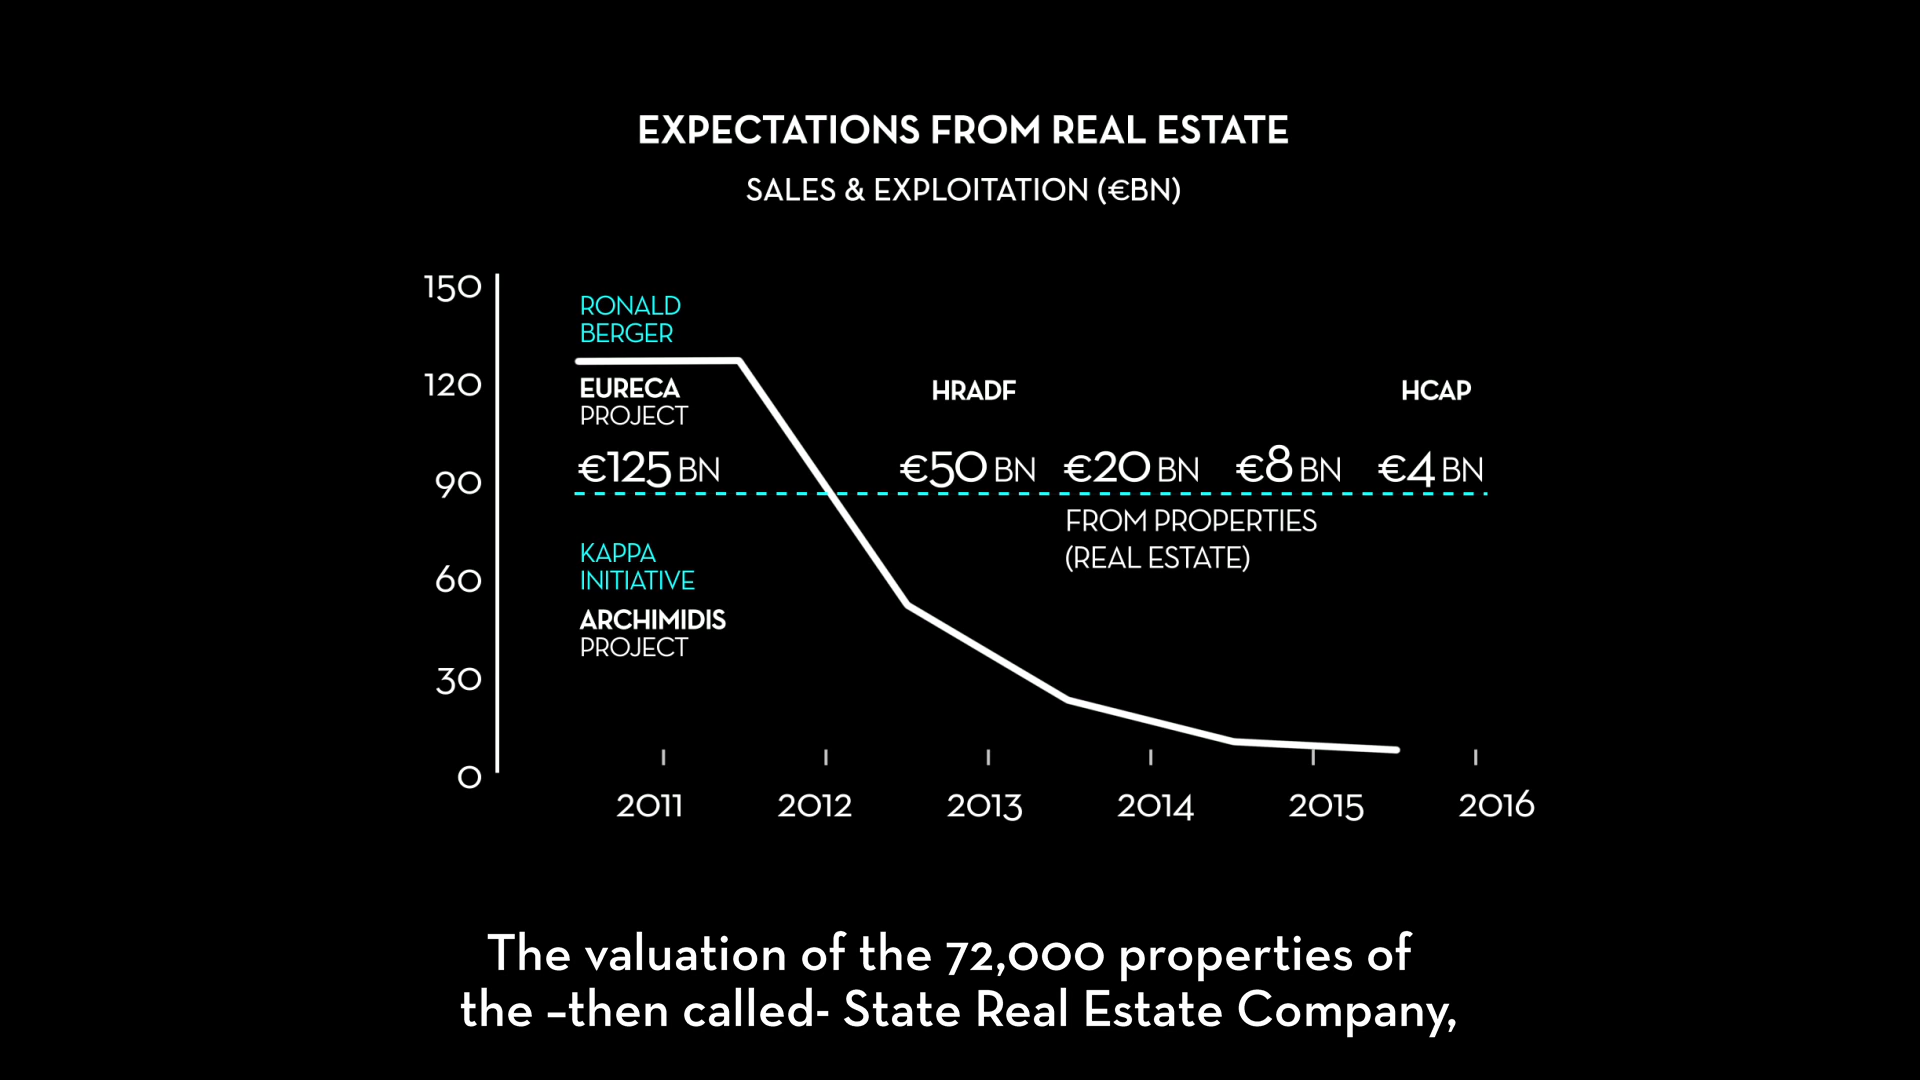 EXPECTATIONS FROM REAL ESTATE
SALES & EXPLOITATION (€BN)
150
120
90
60
30
0
RONALD
BERGER
EURECA
PROJECT
€125 BN
HRADF
HCAP
€50 BN
€20 BN
€8 BN
€4 BN
FROM PROPERTIES
(REAL ESTATE)
KAPPA
INITIATIVE
ARCHIMIDIS
PROJECT
2011
2012
2013
2014
2015
2016
The valuation of the 72,000 properties of
the –then called- State Real Estate Company,